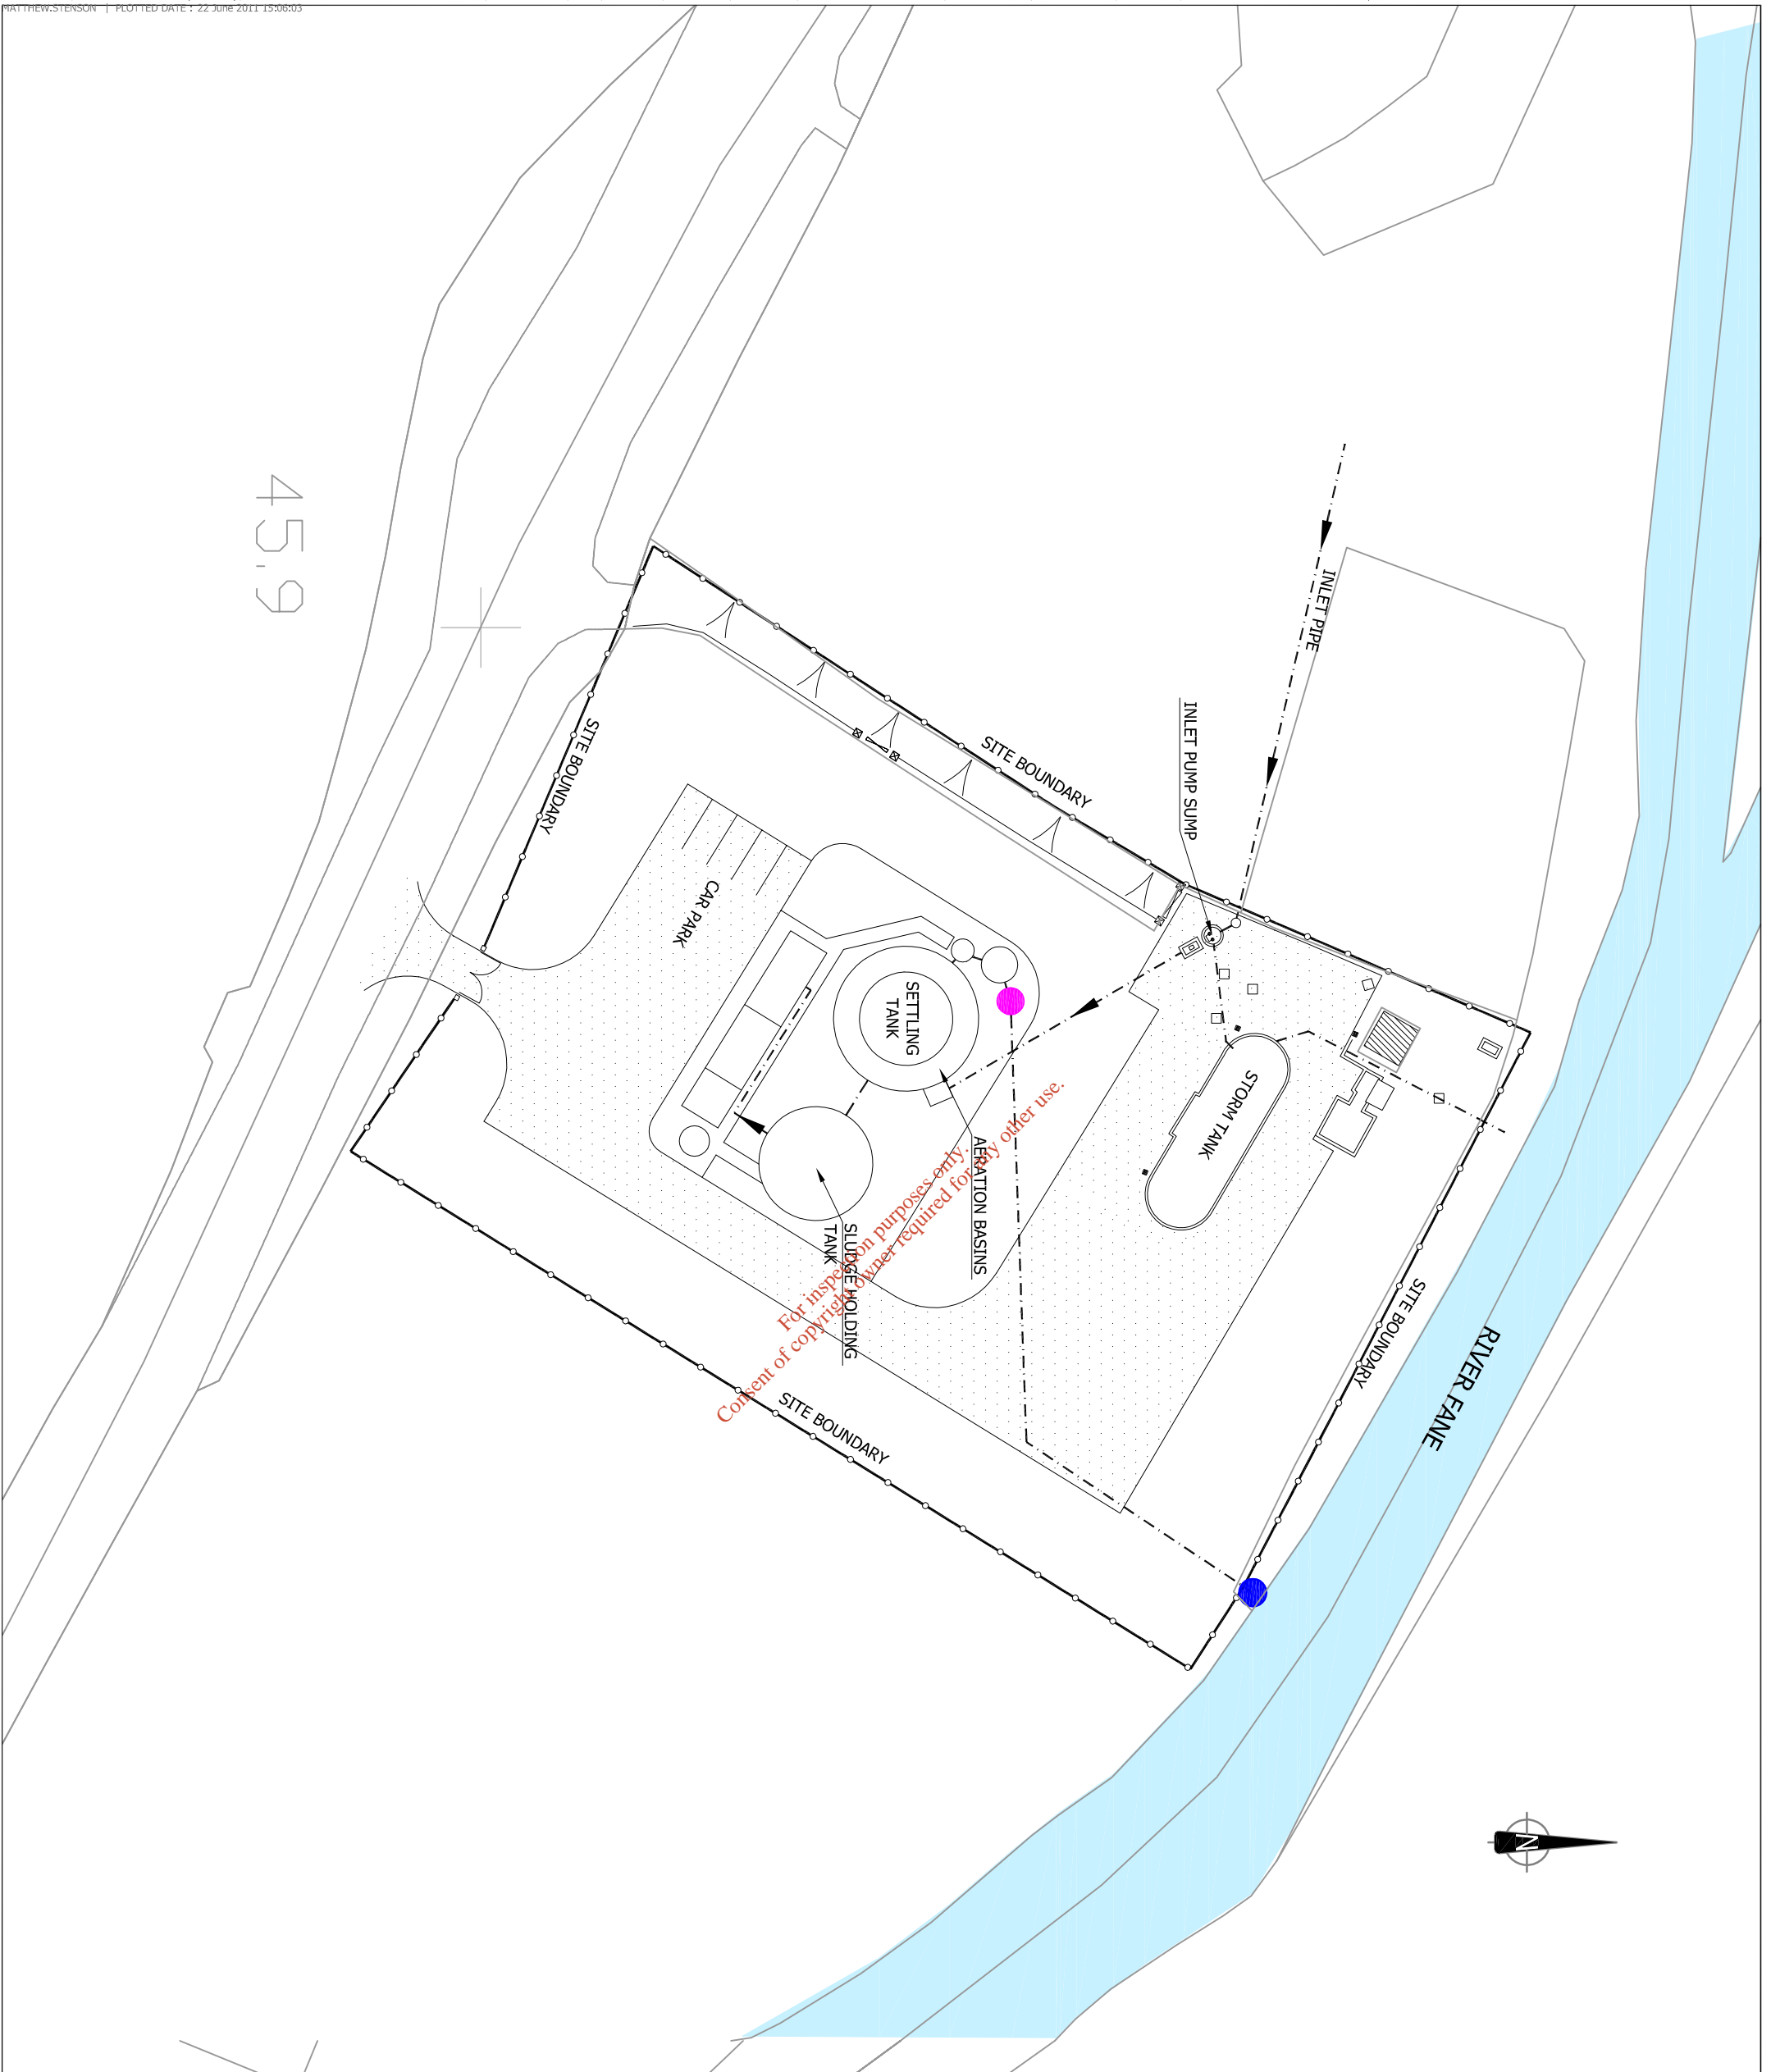 MATTHEW.STENSON | PLOTTED DATE : 22 June 2011 15:06:03
45.9
INLET PIPE
INLET PUMP SUMP
SITE BOUNDARY
SITE BOUNDARY
CAR PARK
SETTLING
TANK
STORM TANK
AERATION BASINS
SLUDGE HOLDING
TANK
SITE BOUNDARY
SITE BOUNDARY
RIVER FANE
For inspection purposes only.
Consent of copyright owner required for any other use.
N